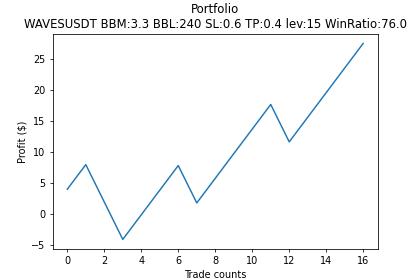 Portfolio
WAVESUSDT BBM:3.3 BBL:240 SL:0.6 TP:0.4 lev:15 WinRatio:76.0
25
20
15
10
5
0
−5
Profit ($)
0 2 4 6 8 10 12 14 16
Trade counts